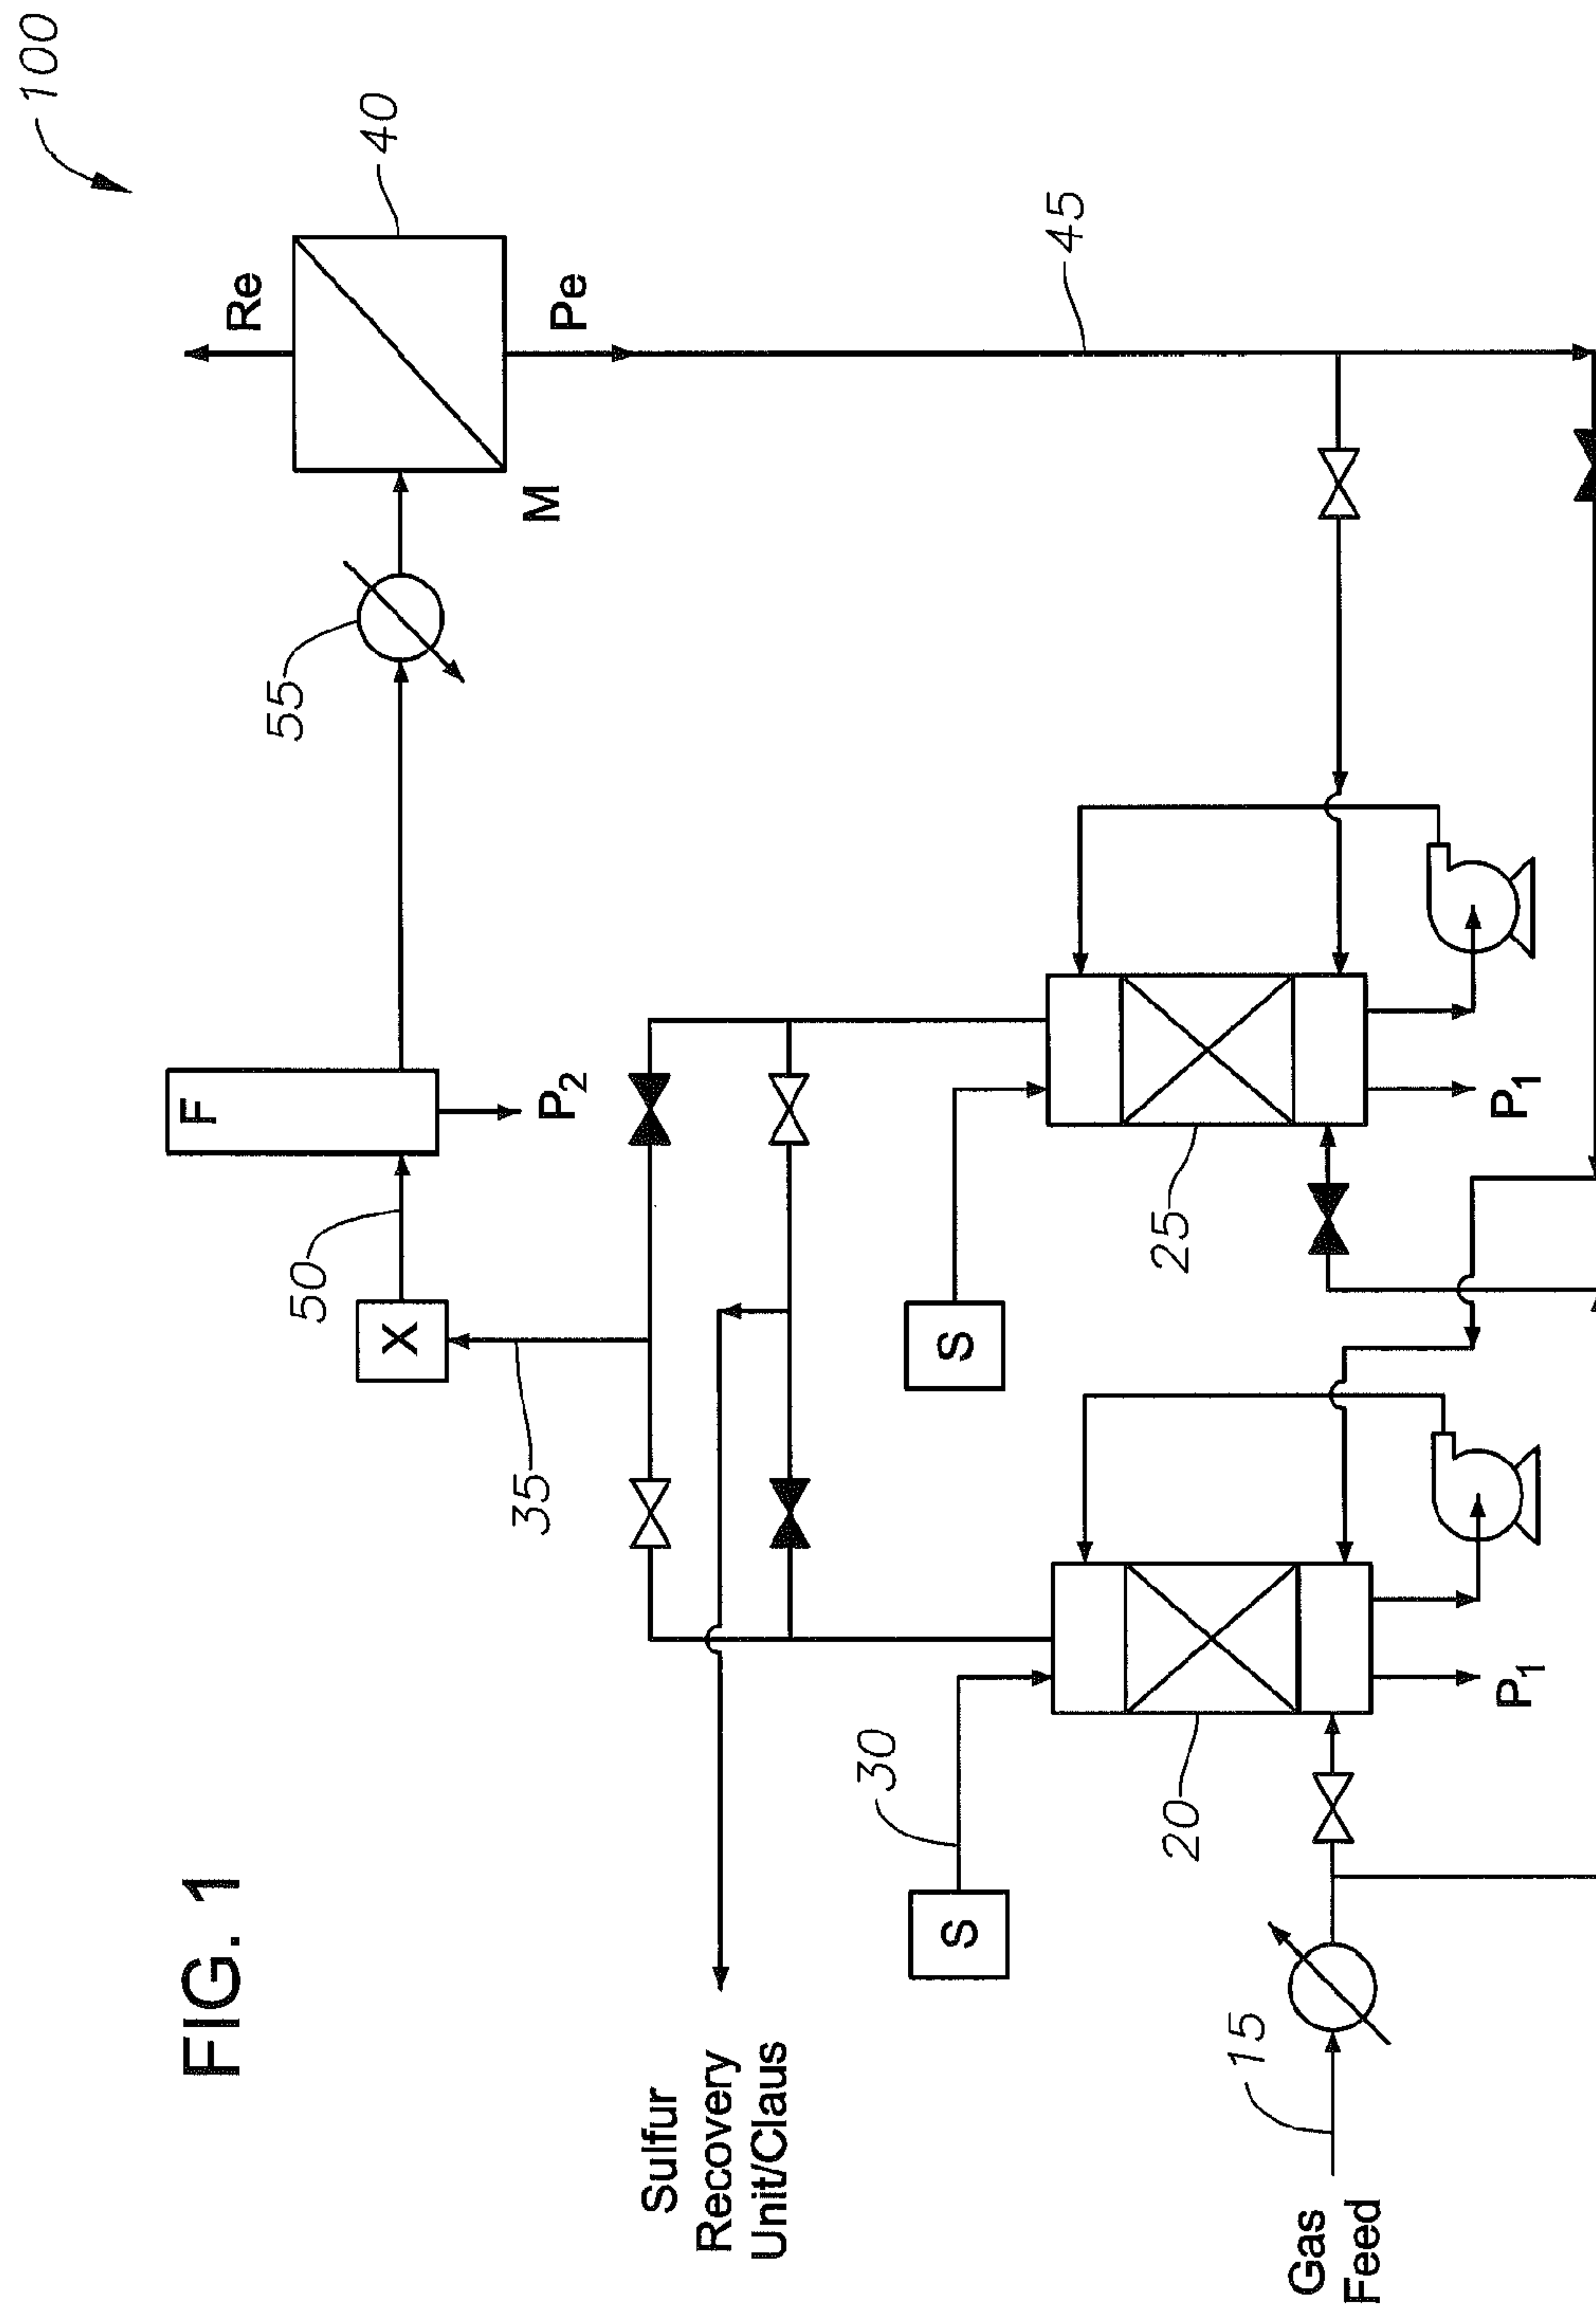 FIG. 1
100
Re
40
55
F
50
X
M
Pe
P2
35
45
Sulfur
Recovery
Unit/Claus
30
S
S
20
25
15
Gas
Feed
P1
P1